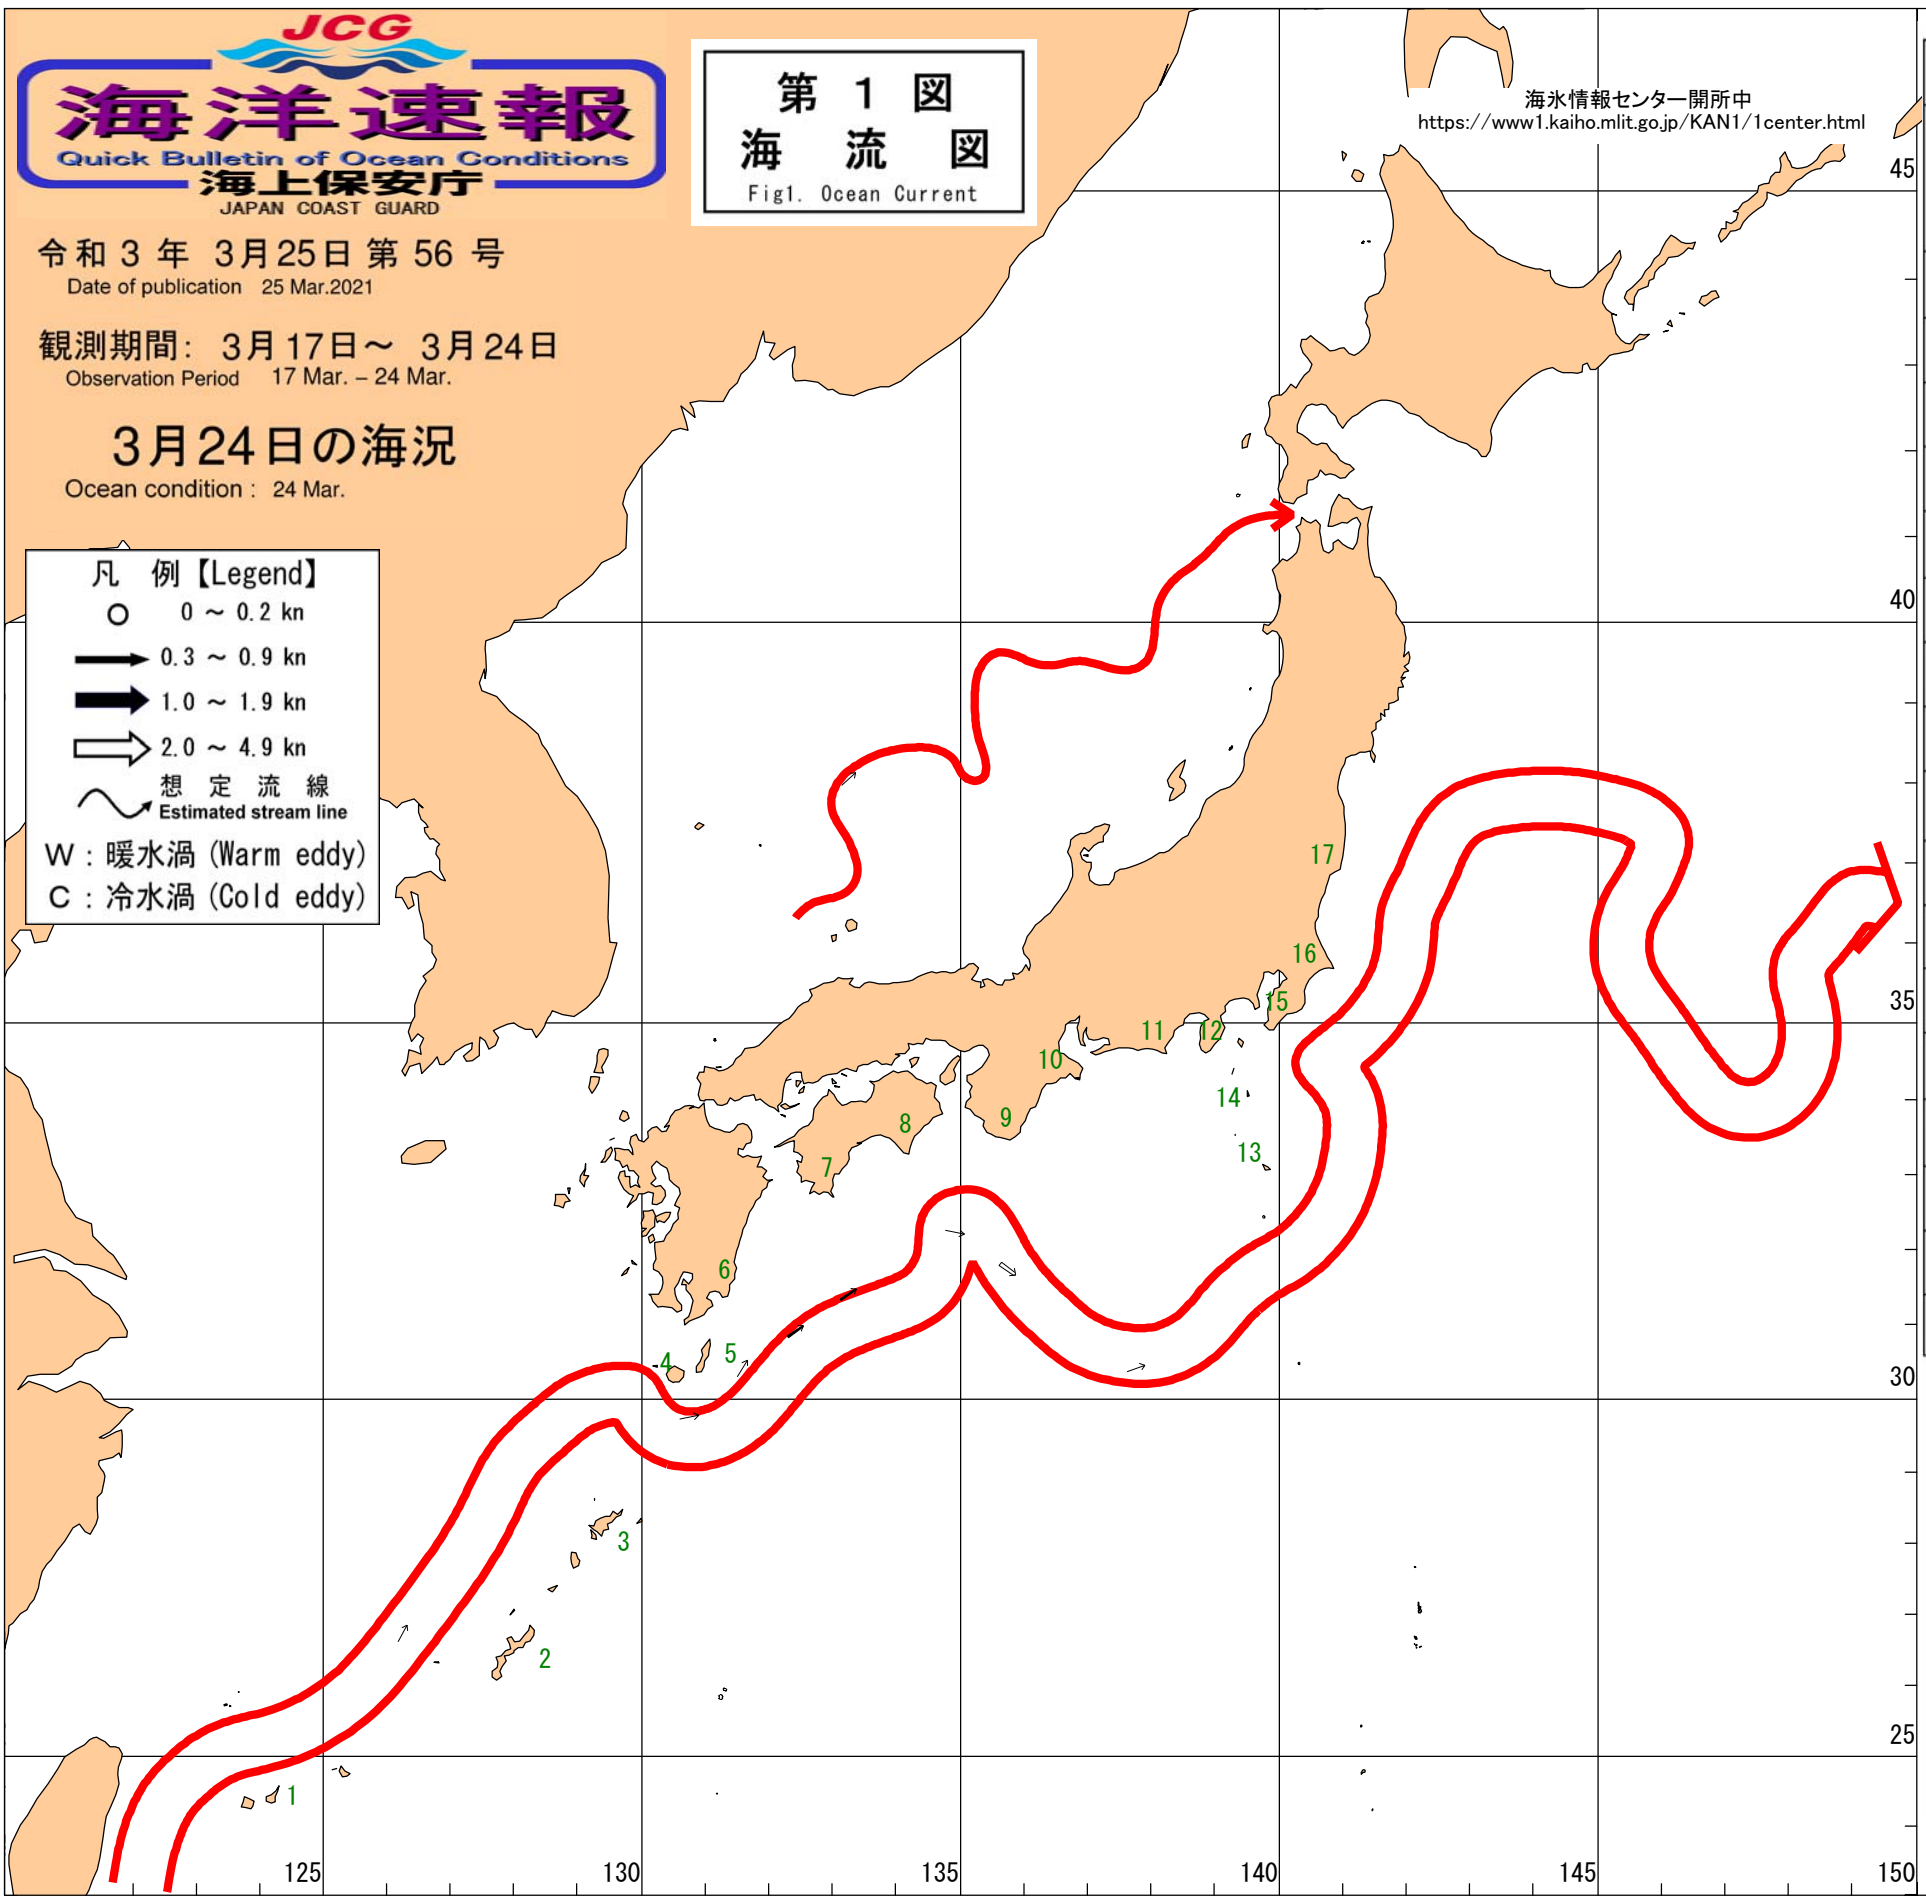 JCG
海洋速報
Quick Bulletin of Ocean Conditions
海上保安庁
JAPAN COAST GUARD
令和 3 年 3月25日 第 56 号
Date of publication 25 Mar.2021
観測期間: 3月17日～ 3月24日
Observation Period 17 Mar. – 24 Mar.
3月24日の海況
Ocean condition : 24 Mar.
第 1 図
海 流 図
Fig1. Ocean Current
海氷情報センター開所中
https://www1.kaiho.mlit.go.jp/KAN1/1center.html
凡 例【Legend】
0 ～ 0.2 kn
0.3 ～ 0.9 kn
1.0 ～ 1.9 kn
2.0 ～ 4.9 kn
想 定 流 線
Estimated stream line
W : 暖水渦 (Warm eddy)
C : 冷水渦 (Cold eddy)
45
40
17
16
35
15
12
11
10
14
9
8
13
7
6
5
4
30
3
2
25
1
125
130
135
140
145
150